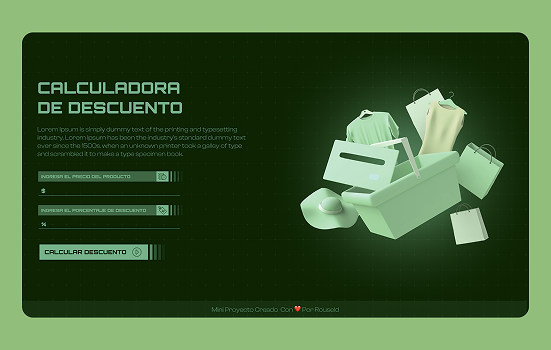 CALCULADORA
DE DESCUENTO
Lorem Ipsum is simply dummy text of the printing and typesetting
industry. Lorem Ipsum has been the industry's standard dummy text
ever since the 1500s, when an unknown printer took a galley of type
and scrambled it to make a type specimen book.
INGRESA EL PRECIO DEL PRODUCTO
$
INGRESA EL PORCENTAJE DE DESCUENTO
%
CALCULAR DESCUENTO
Mini Proyecto Creado Con ❤️ Por Rousold